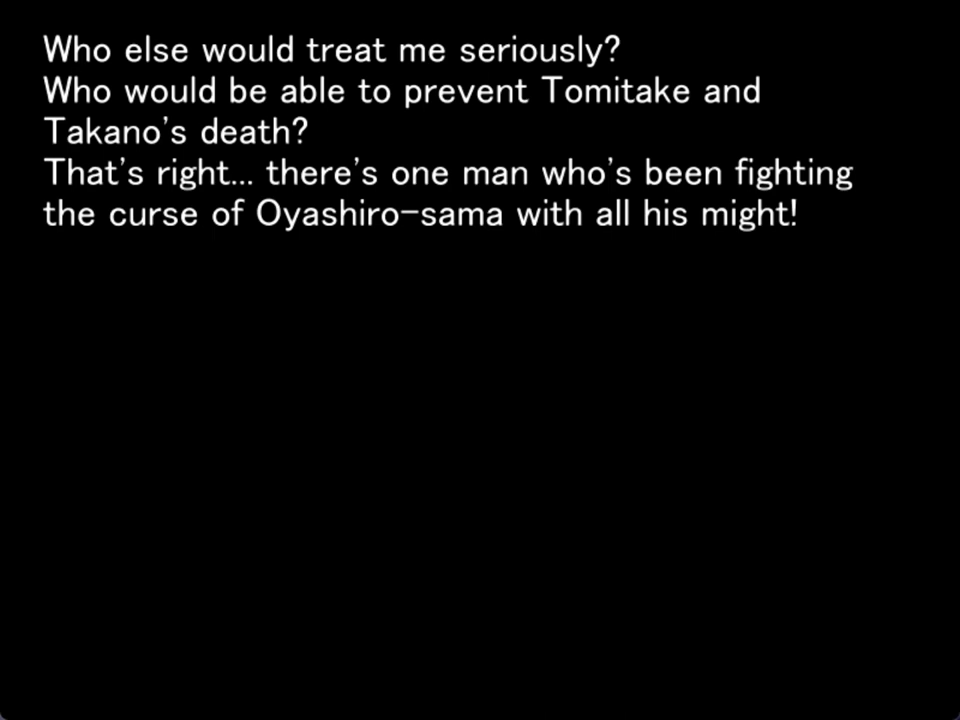 Who else would treat me seriously?
Who would be able to prevent Tomitake and
Takano's death?
That's right... there's one man who's been fighting
the curse of Oyashiro-sama with all his might!